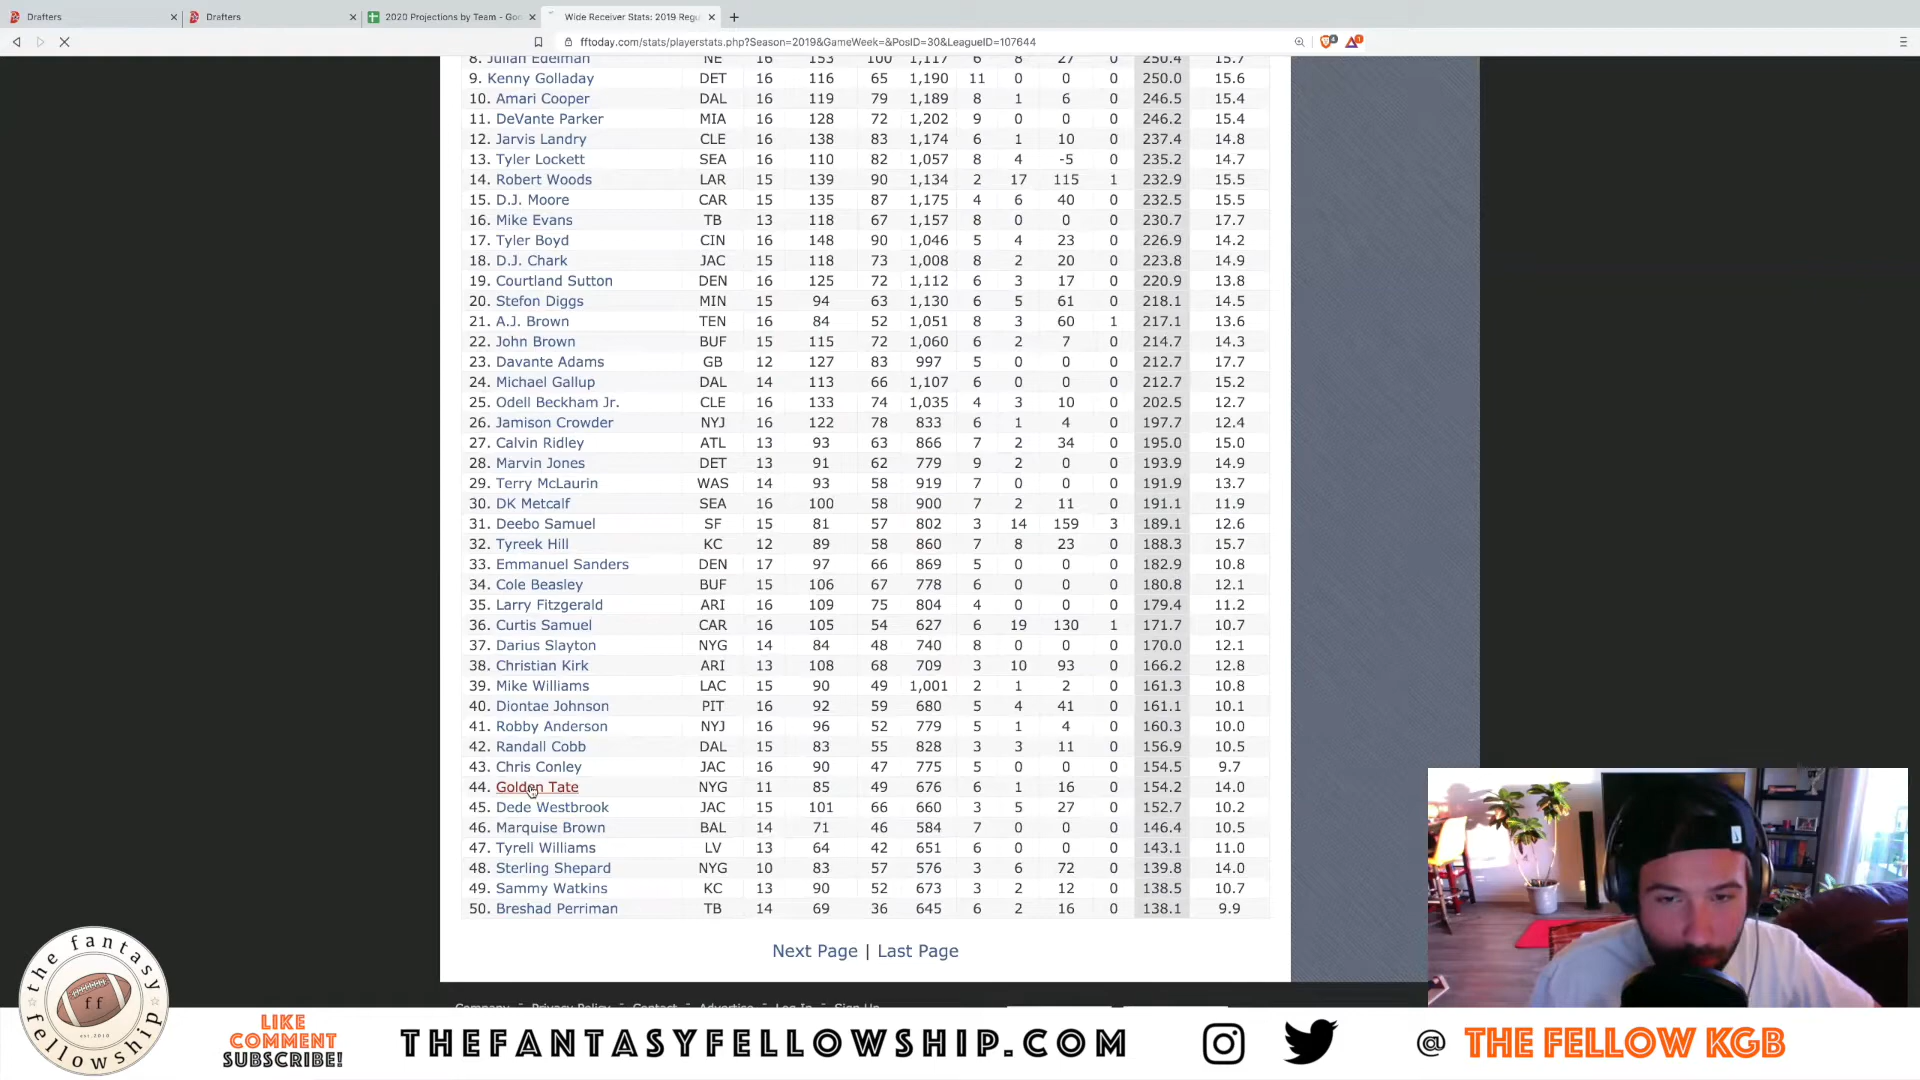 Drafters
Drafters
2020 Projections by Team - Goo
Wide Receiver Stats: 2019 Regu
fftoday.com/stats/playerstats.php?Season=2019&GameWeek=&PosID=30&LeagueID=107644
8. Julian Edelman NE 16 153 100 1,117 6 8 27 0 250.4 15.7
9. Kenny Golladay DET 16 116 65 1,190 11 0 0 0 250.0 15.6
10. Amari Cooper DAL 16 119 79 1,189 8 1 6 0 246.5 15.4
11. DeVante Parker MIA 16 128 72 1,202 9 0 0 0 246.2 15.4
12. Jarvis Landry CLE 16 138 83 1,174 6 1 10 0 237.4 14.8
13. Tyler Lockett SEA 16 110 82 1,057 8 4 -5 0 235.2 14.7
14. Robert Woods LAR 15 139 90 1,134 2 17 115 1 232.9 15.5
15. D.J. Moore CAR 15 135 87 1,175 4 6 40 0 232.5 15.5
16. Mike Evans TB 13 118 67 1,157 8 0 0 0 230.7 17.7
17. Tyler Boyd CIN 16 148 90 1,046 5 4 23 0 226.9 14.2
18. D.J. Chark JAC 15 118 73 1,008 8 2 20 0 223.8 14.9
19. Courtland Sutton DEN 16 125 72 1,112 6 3 17 0 220.9 13.8
20. Stefon Diggs MIN 15 94 63 1,130 6 5 61 0 218.1 14.5
21. A.J. Brown TEN 16 84 52 1,051 8 3 60 1 217.1 13.6
22. John Brown BUF 15 115 72 1,060 6 2 7 0 214.7 14.3
23. Davante Adams GB 12 127 83 997 5 0 0 0 212.7 17.7
24. Michael Gallup DAL 14 113 66 1,107 6 0 0 0 212.7 15.2
25. Odell Beckham Jr. CLE 16 133 74 1,035 4 3 10 0 202.5 12.7
26. Jamison Crowder NYJ 16 122 78 833 6 1 4 0 197.7 12.4
27. Calvin Ridley ATL 13 93 63 866 7 2 34 0 195.0 15.0
28. Marvin Jones DET 13 91 62 779 9 2 0 0 193.9 14.9
29. Terry McLaurin WAS 14 93 58 919 7 0 0 0 191.9 13.7
30. DK Metcalf SEA 16 100 58 900 7 2 11 0 191.1 11.9
31. Deebo Samuel SF 15 81 57 802 3 14 159 3 189.1 12.6
32. Tyreek Hill KC 12 89 58 860 7 8 23 0 188.3 15.7
33. Emmanuel Sanders DEN 17 97 66 869 5 0 0 0 182.9 10.8
34. Cole Beasley BUF 15 106 67 778 6 0 0 0 180.8 12.1
35. Larry Fitzgerald ARI 16 109 75 804 4 0 0 0 179.4 11.2
36. Curtis Samuel CAR 16 105 54 627 6 19 130 1 171.7 10.7
37. Darius Slayton NYG 14 84 48 740 8 0 0 0 170.0 12.1
38. Christian Kirk ARI 13 108 68 709 3 10 93 0 166.2 12.8
39. Mike Williams LAC 15 90 49 1,001 2 1 2 0 161.3 10.8
40. Diontae Johnson PIT 16 92 59 680 5 4 41 0 161.1 10.1
41. Robby Anderson NYJ 16 96 52 779 5 1 4 0 160.3 10.0
42. Randall Cobb DAL 15 83 55 828 3 3 11 0 156.9 10.5
43. Chris Conley JAC 16 90 47 775 5 0 0 0 154.5 9.7
44. Golden Tate NYG 11 85 49 676 6 1 16 0 154.2 14.0
45. Dede Westbrook JAC 15 101 66 660 3 5 27 0 152.7 10.2
46. Marquise Brown BAL 14 71 46 584 7 0 0 0 146.4 10.5
47. Tyrell Williams LV 13 64 42 651 6 0 0 0 143.1 11.0
48. Sterling Shepard NYG 10 83 57 576 3 6 72 0 139.8 14.0
49. Sammy Watkins KC 13 90 52 673 3 2 12 0 138.5 10.7
50. Breshad Perriman TB 14 69 36 645 6 2 16 0 138.1 9.9
Next Page | Last Page
Company - Privacy Policy - Contact - Advertise - Log In - Sign Up
the fantasy
ff
est.2010
fellowship
LIKE
COMMENT
SUBSCRIBE!
THEFANTASYFELLOWSHIP.COM
@ THE FELLOW KGB